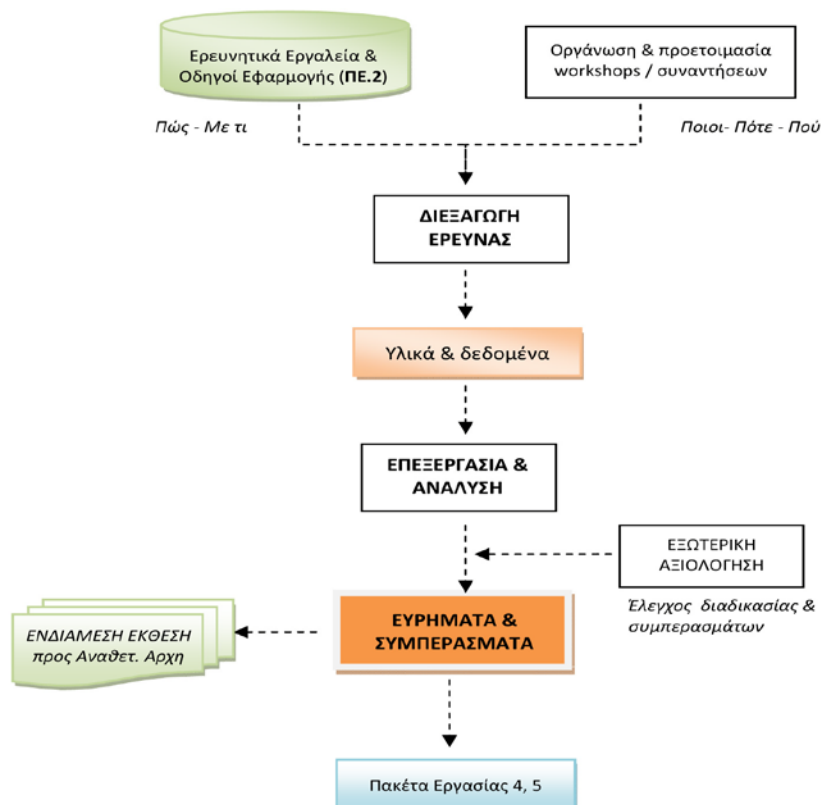 Ερευνητικά Εργαλεία &
Οδηγοί Εφαρμογής (ΠΕ.2)
Οργάνωση & προετοιμασία
workshops / συναντήσεων
Πώς - Με τι
Ποιοι- Πότε - Πού
ΔΙΕΞΑΓΩΓΗ
ΕΡΕΥΝΑΣ
Υλικά & δεδομένα
ΕΠΕΞΕΡΓΑΣΙΑ &
ΑΝΑΛΥΣΗ
ΕΞΩΤΕΡΙΚΗ
ΑΞΙΟΛΟΓΗΣΗ
Έλεγχος διαδικασίας &
συμπερασμάτων
ΕΥΡΗΜΑΤΑ &
ΣΥΜΠΕΡΑΣΜΑΤΑ
ΕΝΔΙΑΜΕΣΗ ΕΚΘΕΣΗ
προς Αναθετ. Αρχη
Πακέτα Εργασίας 4, 5